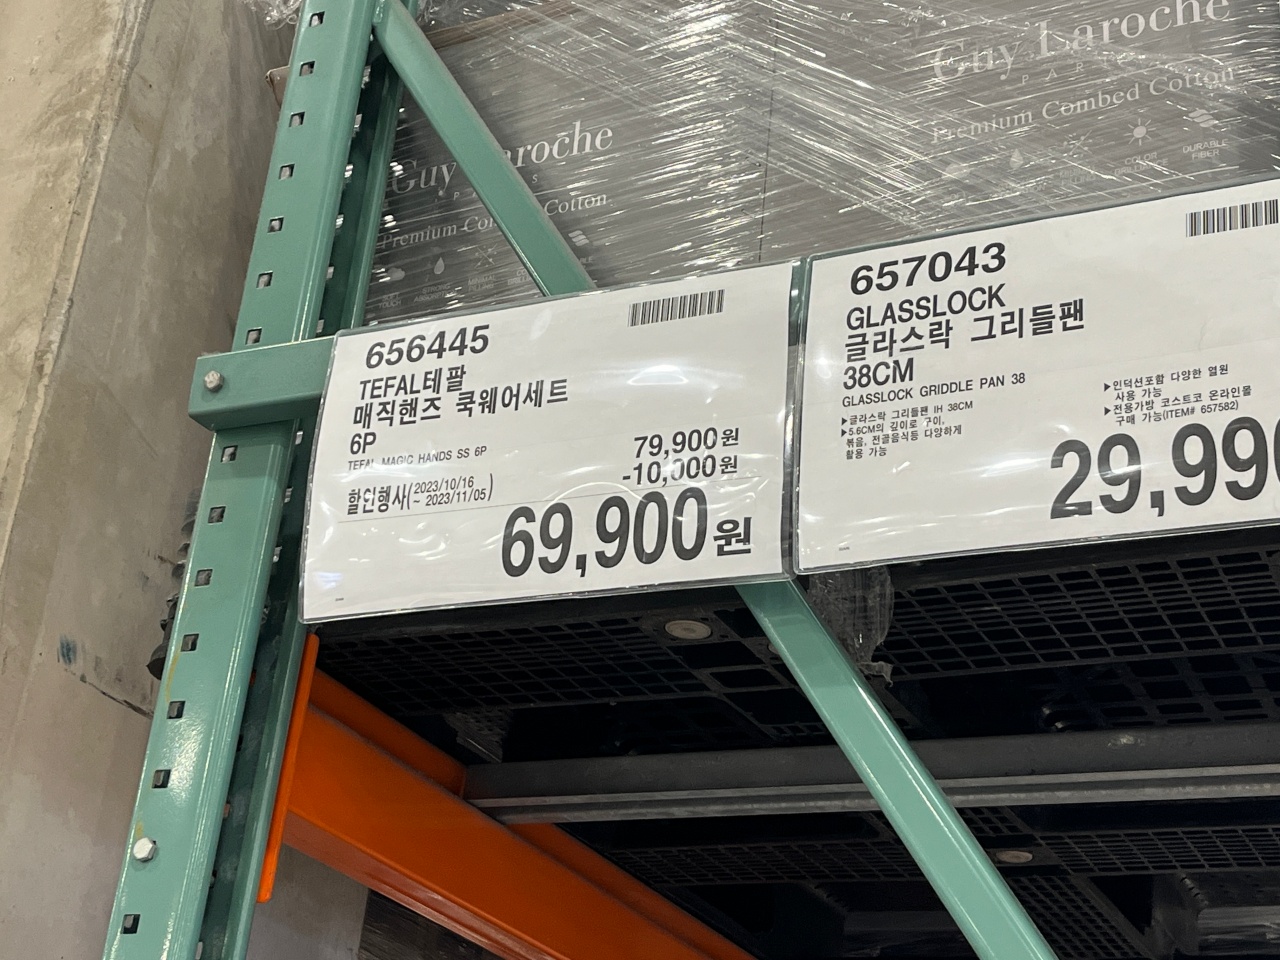 Guy Laroche
PARIS
Premium Combed Cotton
COLOR
DURABLE
FIBER
Guy Laroche
Premium Cotton
656445
TEFAL테팔
매직핸즈 쿡웨어세트
6P
TEFAL MAGIC HANDS SS 6P
79,900원
-10,000원
할인행사(2023/10/16
~ 2023/11/05)
69,900원
657043
GLASSLOCK
글라스락 그리들팬
38CM
GLASSLOCK GRIDDLE PAN 38
▶글라스락 그리들팬 IH 38CM
▶5.6CM의 깊이로 구이,
볶음, 전골음식등 다양하게
활용 가능
▶인덕션포함 다양한 열원
사용 가능
▶전용가방 코스트코 온라인몰
구매 가능(ITEM# 657582)
29,990